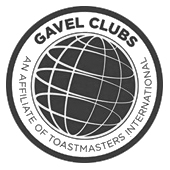 GAVEL CLUBS
AN AFFILIATE OF TOASTMASTERS INTERNATIONAL